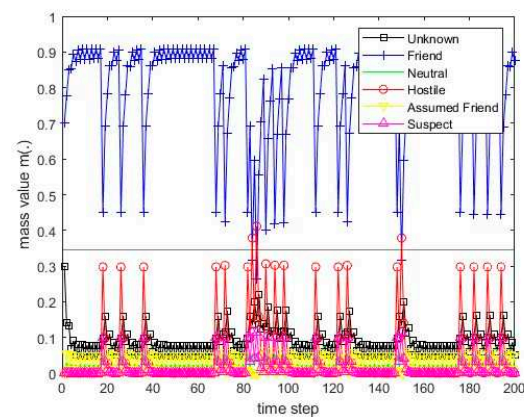 1
0.9
0.8
0.7
0.6
0.5
0.4
0.3
0.2
0.1
0
mass value m(.)
Unknown
Friend
Neutral
Hostile
Assumed Friend
Suspect
0 20 40 60 80 100 120 140 160 180 200
time step